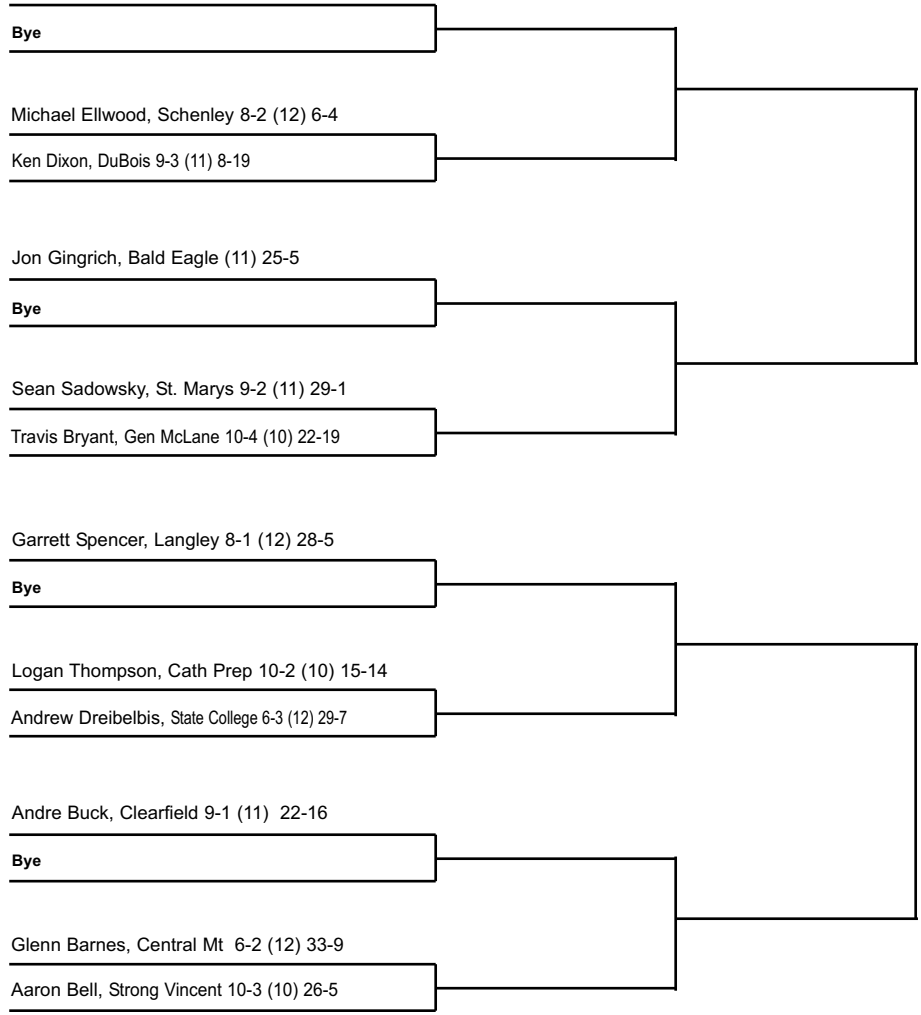 Bye
Michael Ellwood, Schenley 8-2 (12) 6-4
Ken Dixon, DuBois 9-3 (11) 8-19
Jon Gingrich, Bald Eagle (11) 25-5
Bye
Sean Sadowsky, St. Marys 9-2 (11) 29-1
Travis Bryant, Gen McLane 10-4 (10) 22-19
Garrett Spencer, Langley 8-1 (12) 28-5
Bye
Logan Thompson, Cath Prep 10-2 (10) 15-14
Andrew Dreibelbis, State College 6-3 (12) 29-7
Andre Buck, Clearfield 9-1 (11)  22-16
Bye
Glenn Barnes, Central Mt  6-2 (12) 33-9
Aaron Bell, Strong Vincent 10-3 (10) 26-5